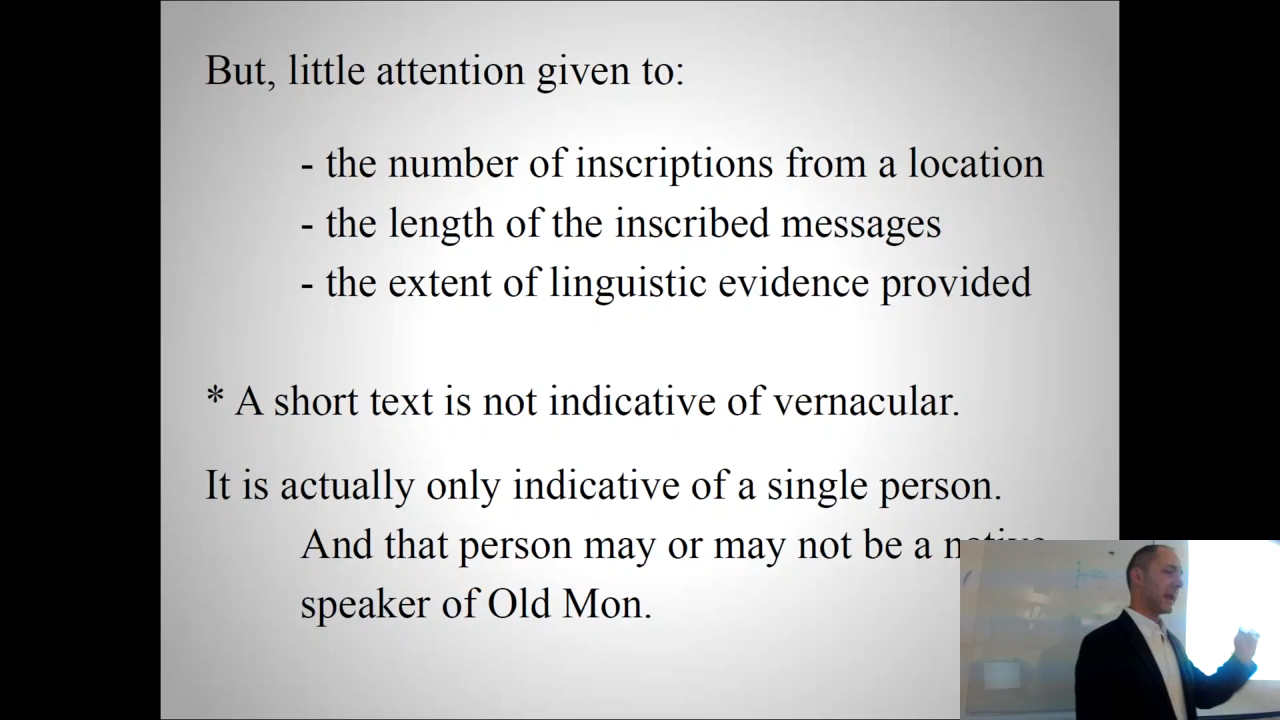 But, little attention given to:
- the number of inscriptions from a location
- the length of the inscribed messages
- the extent of linguistic evidence provided
* A short text is not indicative of vernacular.
It is actually only indicative of a single person.
And that person may or may not be a native
speaker of Old Mon.